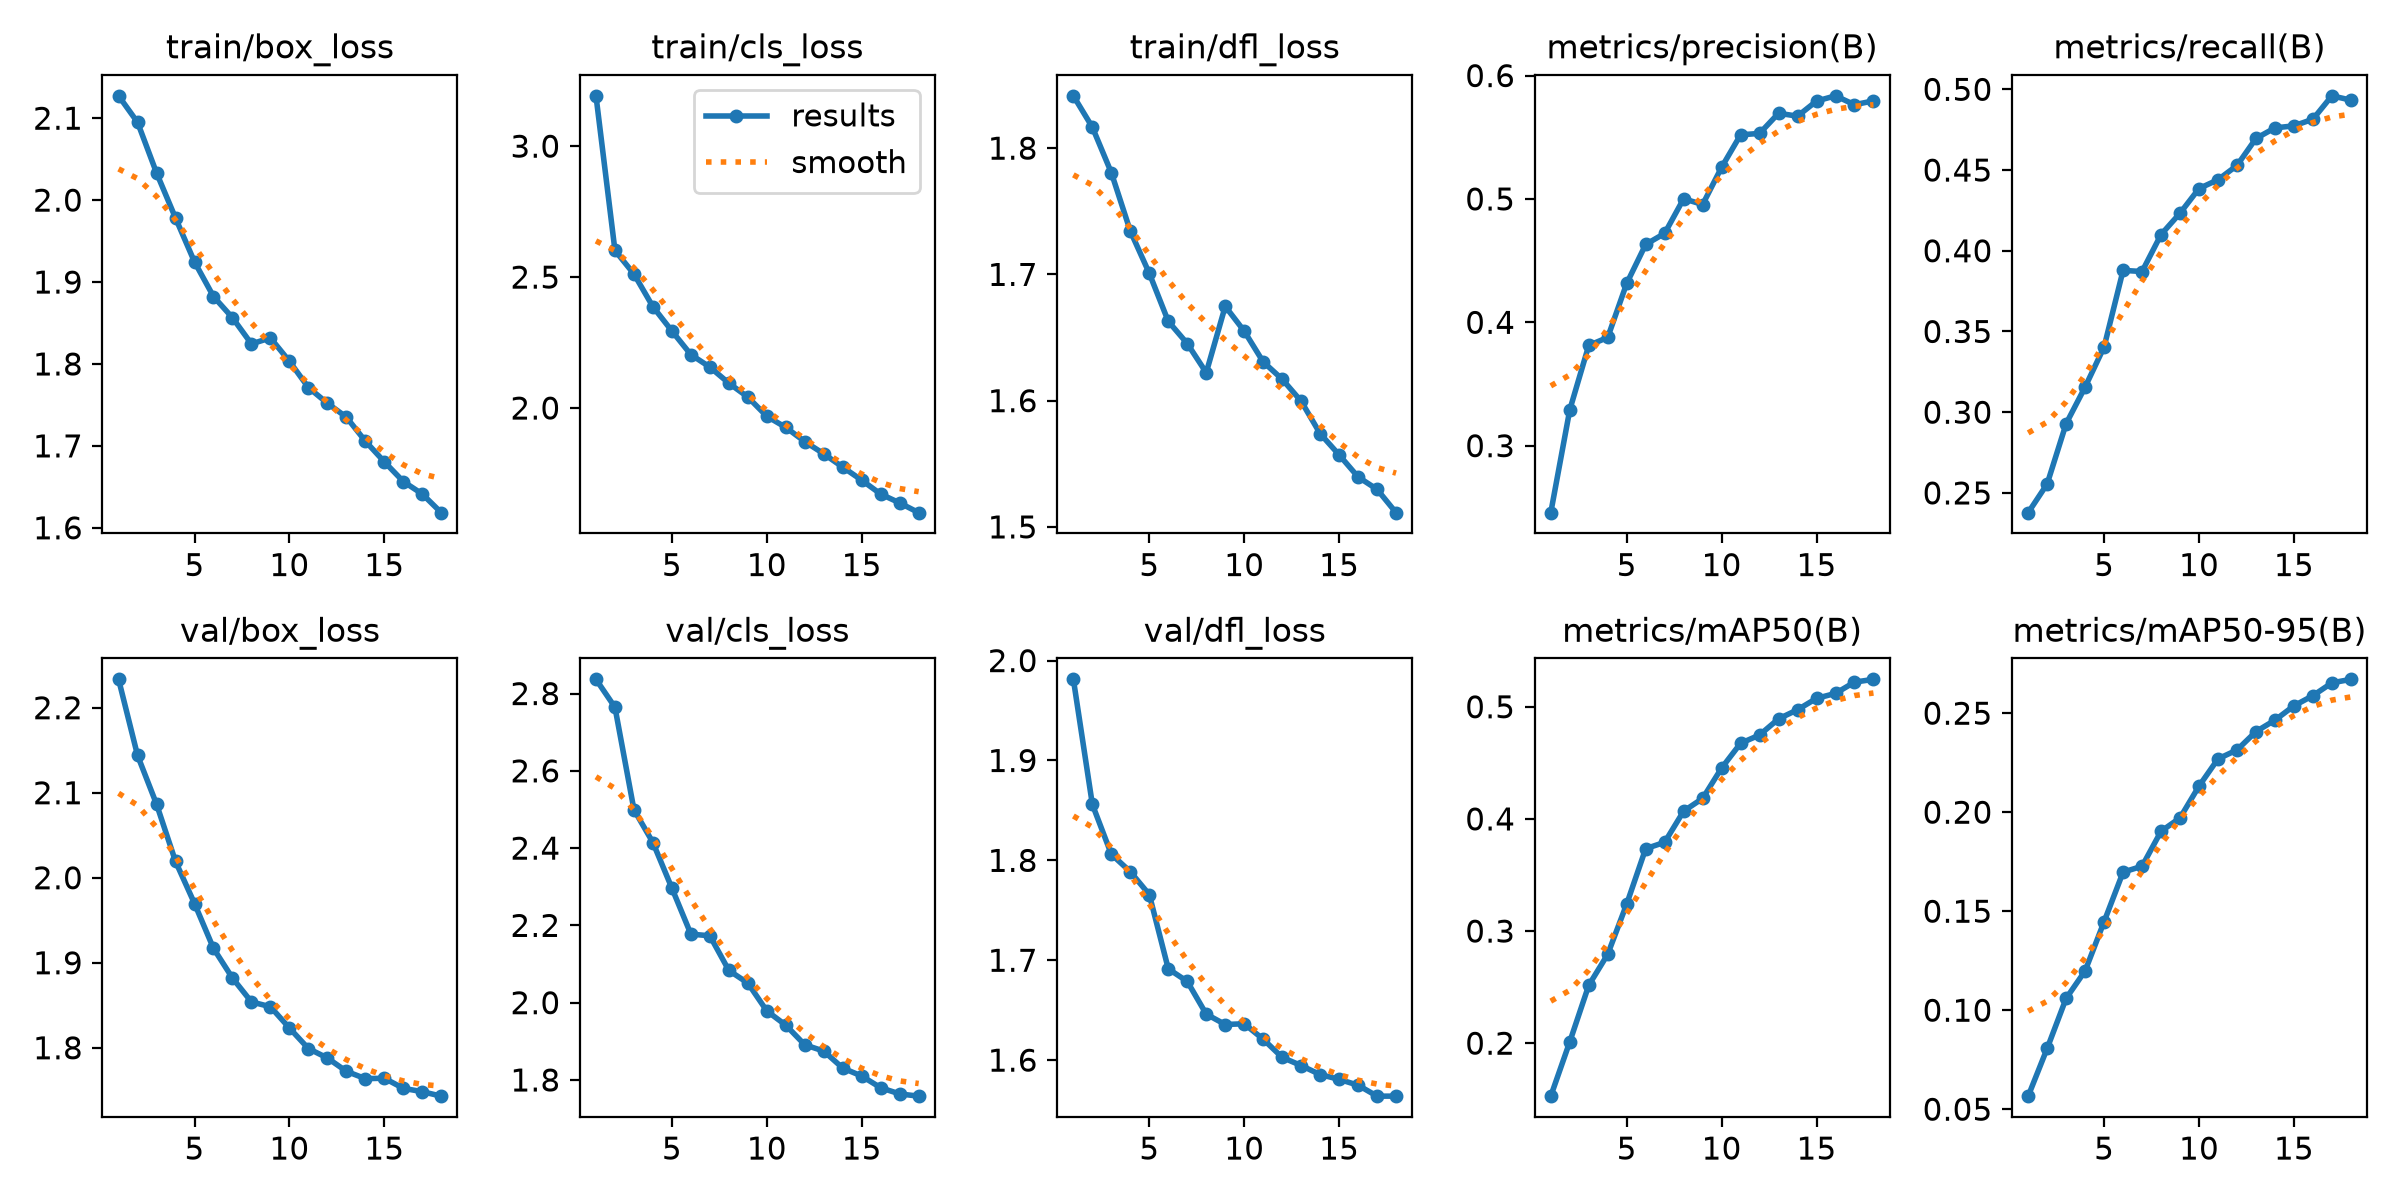 train/box_loss
train/cls_loss
train/dfl_loss
metrics/precision(B)
metrics/recall(B)
2.1
2.0
1.9
1.8
1.7
1.6
5 10 15
3.0
2.5
2.0
5 10 15
results
smooth
1.8
1.7
1.6
1.5
5 10 15
0.6
0.5
0.4
0.3
5 10 15
0.50
0.45
0.40
0.35
0.30
0.25
5 10 15
val/box_loss
val/cls_loss
val/dfl_loss
metrics/mAP50(B)
metrics/mAP50-95(B)
2.2
2.1
2.0
1.9
1.8
5 10 15
2.8
2.6
2.4
2.2
2.0
1.8
5 10 15
2.0
1.9
1.8
1.7
1.6
5 10 15
0.5
0.4
0.3
0.2
5 10 15
0.25
0.20
0.15
0.10
0.05
5 10 15